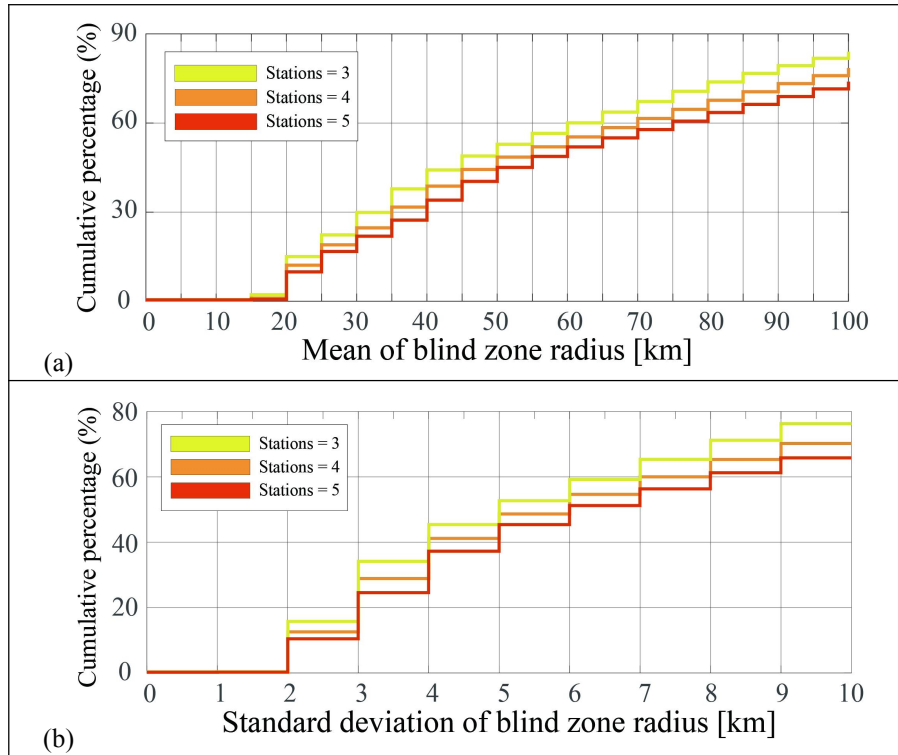 Cumulative percentage (%)
90
60
30
0
Stations = 3
Stations = 4
Stations = 5
0 10 20 30 40 50 60 70 80 90 100
Mean of blind zone radius [km]
(a)
Cumulative percentage (%)
80
60
40
20
0
Stations = 3
Stations = 4
Stations = 5
0 1 2 3 4 5 6 7 8 9 10
Standard deviation of blind zone radius [km]
(b)